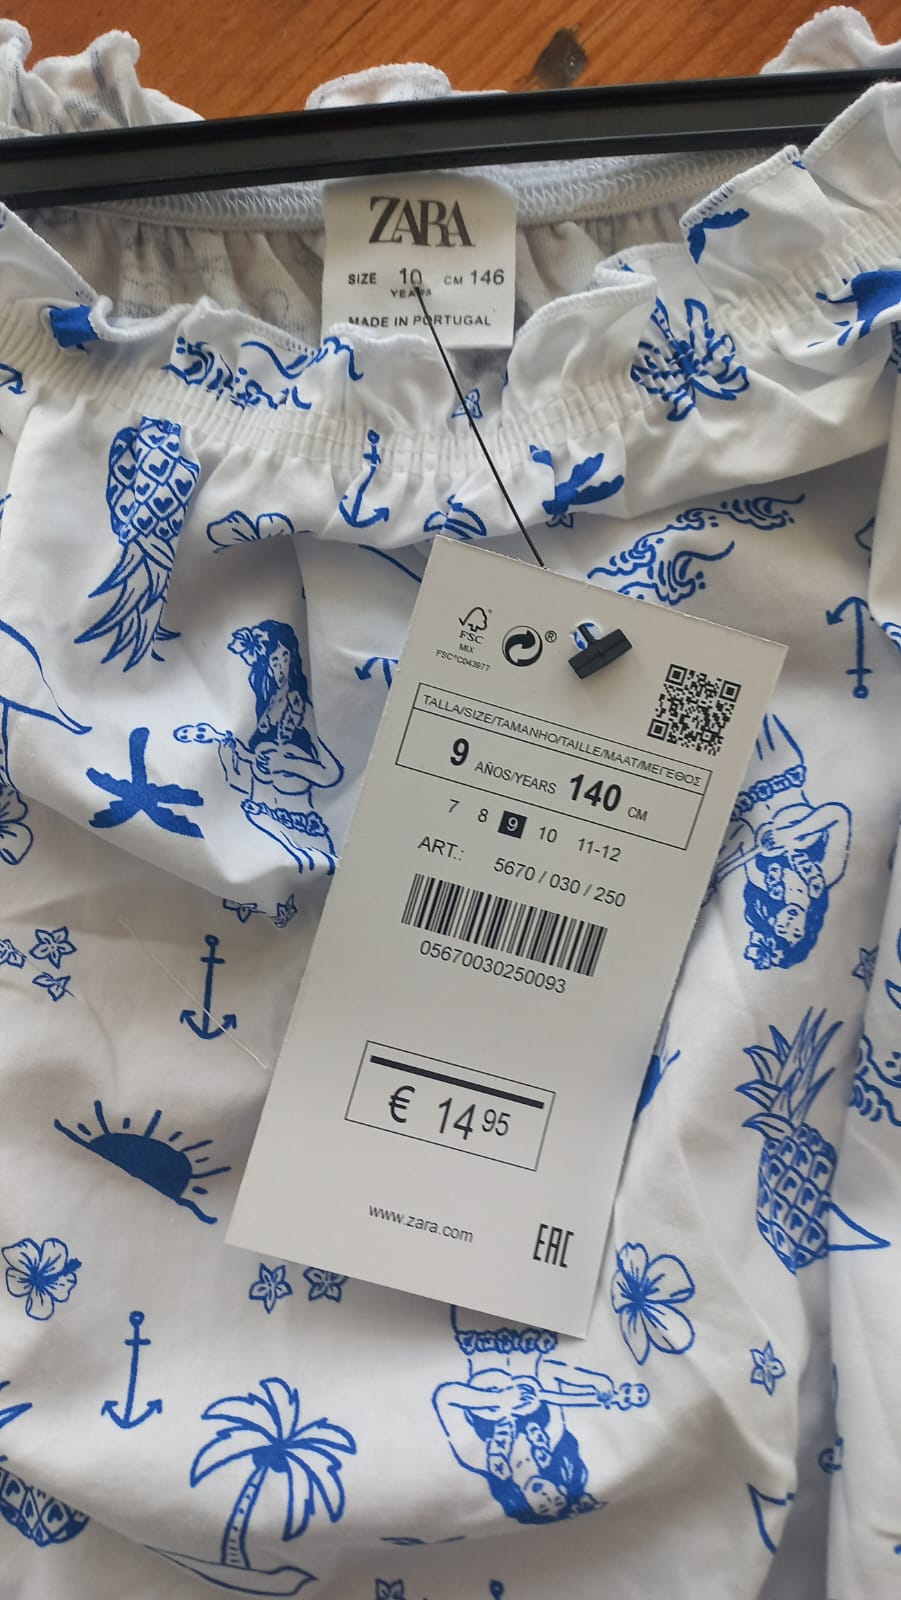 ZARA
SIZE 10 CM 146
YEARS
MADE IN PORTUGAL
FSC
MIX
FSC®C043977
®
TALLA/SIZE/TAMANHO/TAILLE/MAAT/ΜΕΓΕΘΟΣ
9 AÑOS/YEARS 140 CM
7 8 9 10 11-12
ART.: 5670 / 030 / 250
05670030250093
€ 14 95
www.zara.com
EAC